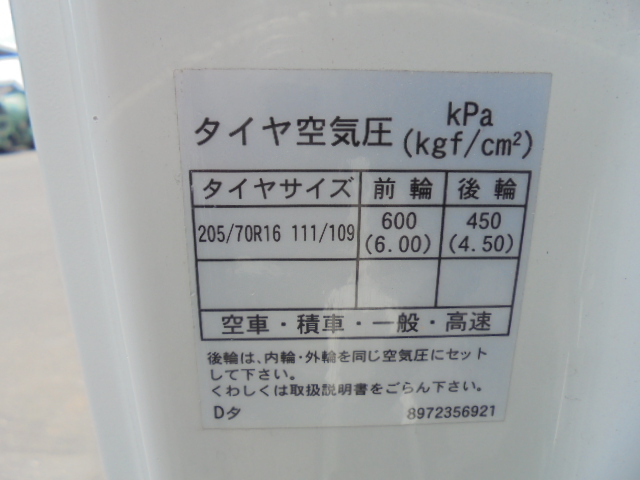 タイヤ空気圧 kPa (kgf/cm²)
タイヤサイズ 前輪 後輪
205/70R16 111/109 600 (6.00) 450 (4.50)
空車・積車・一般・高速
後輪は、内輪・外輪を同じ空気圧にセット
して下さい。
くわしくは取扱説明書をごらん下さい。
Dタ 8972356921